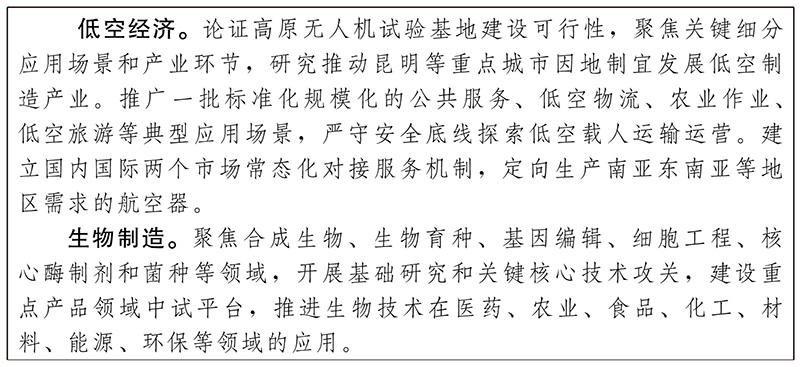 低空经济。论证高原无人机试验基地建设可行性，聚焦关键细分
应用场景和产业环节，研究推动昆明等重点城市因地制宜发展低空制
造产业。推广一批标准化规模化的公共服务、低空物流、农业作业、
低空旅游等典型应用场景，严守安全底线探索低空载人运输运营。建
立国内国际两个市场常态化对接服务机制，定向生产南亚东南亚等地
区需求的航空器。
生物制造。聚焦合成生物、生物育种、基因编辑、细胞工程、核
心酶制剂和菌种等领域，开展基础研究和关键核心技术攻关，建设重
点产品领域中试平台，推进生物技术在医药、农业、食品、化工、材
料、能源、环保等领域的应用。